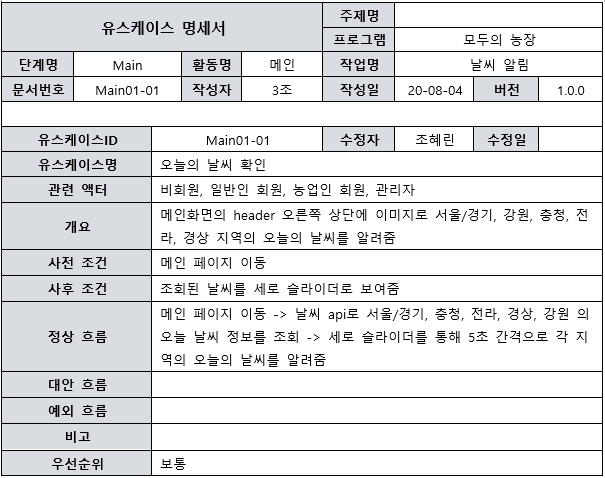 유스케이스 명세서
주제명
프로그램 모두의 농장
단계명 Main 활동명 메인 작업명 날씨 알림
문서번호 Main01-01 작성자 3조 작성일 20-08-04 버전 1.0.0
유스케이스ID Main01-01 수정자 조혜린 수정일
유스케이스명 오늘의 날씨 확인
관련 액터 비회원, 일반인 회원, 농업인 회원, 관리자
개요 메인화면의 header 오른쪽 상단에 이미지로 서울/경기, 강원, 충청, 전
라, 경상 지역의 오늘의 날씨를 알려줌
사전 조건 메인 페이지 이동
사후 조건 조회된 날씨를 세로 슬라이더로 보여줌
정상 흐름 메인 페이지 이동 -> 날씨 api로 서울/경기, 충청, 전라, 경상, 강원 의
오늘 날씨 정보를 조회 -> 세로 슬라이더를 통해 5초 간격으로 각 지
역의 오늘의 날씨를 알려줌
대안 흐름
예외 흐름
비고
우선순위 보통